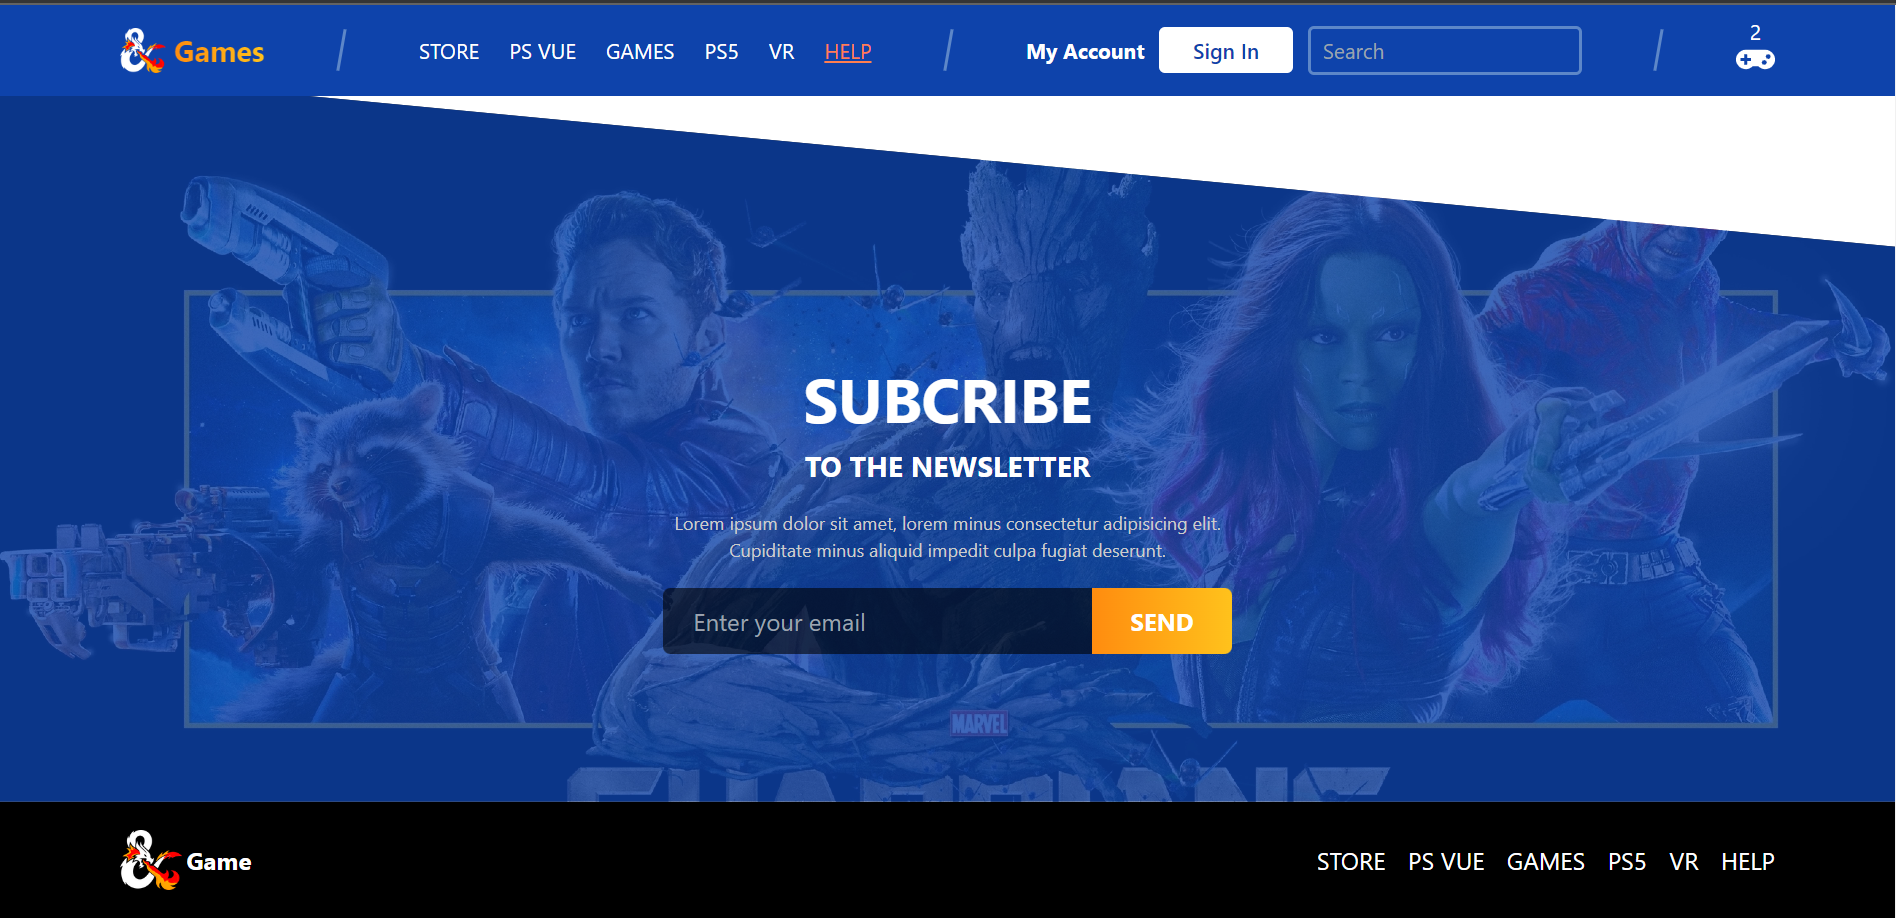 & Games
STORE PS VUE GAMES PS5 VR HELP
My Account Sign In Search
2
SUBCRIBE
TO THE NEWSLETTER
Lorem ipsum dolor sit amet, lorem minus consectetur adipisicing elit.
Cupiditate minus aliquid impedit culpa fugiat deserunt.
Enter your email SEND
MARVEL
& Game
STORE PS VUE GAMES PS5 VR HELP